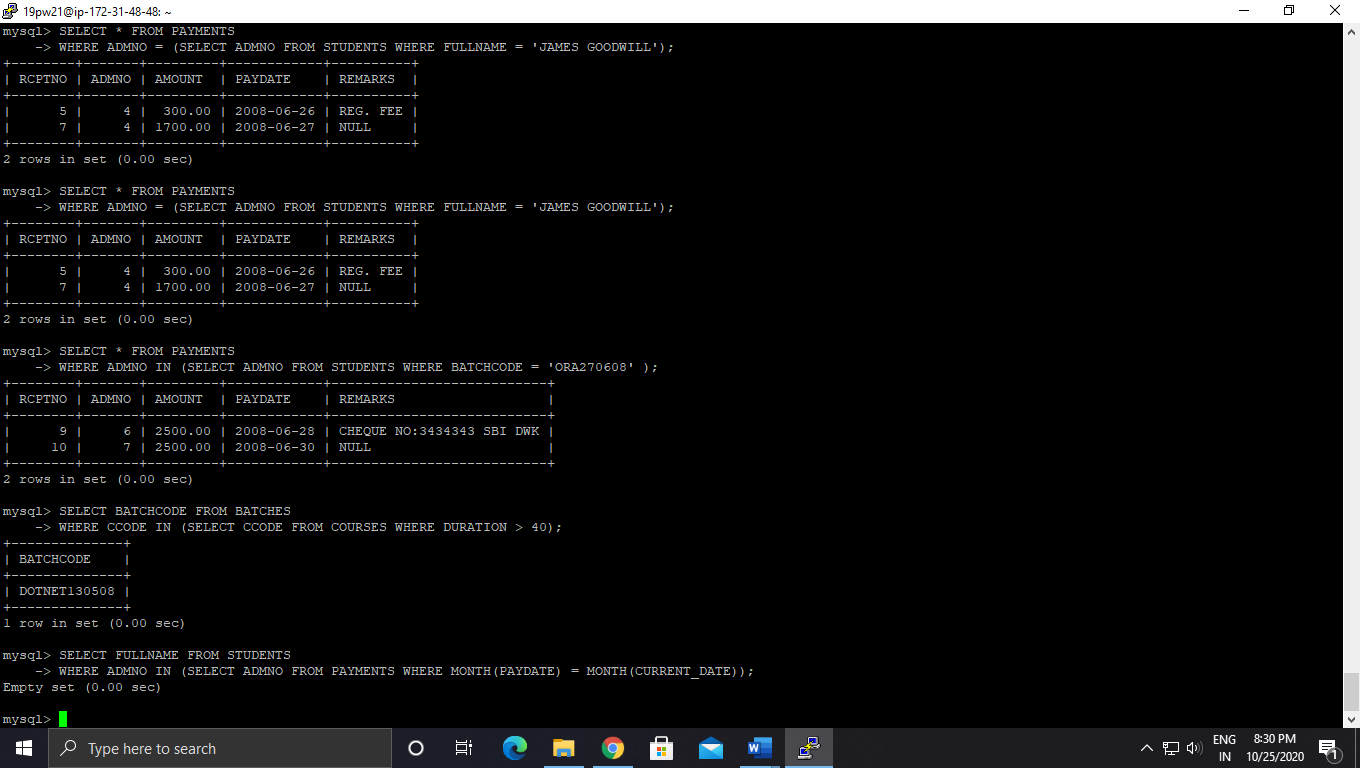 19pw21@ip-172-31-48-48: ~
mysql> SELECT * FROM PAYMENTS
    -> WHERE ADMNO = (SELECT ADMNO FROM STUDENTS WHERE FULLNAME = 'JAMES GOODWILL');
+--------+-------+---------+------------+----------+
| RCPTNO | ADMNO | AMOUNT  | PAYDATE    | REMARKS  |
+--------+-------+---------+------------+----------+
|      5 |     4 |  300.00 | 2008-06-26 | REG. FEE |
|      7 |     4 | 1700.00 | 2008-06-27 | NULL     |
+--------+-------+---------+------------+----------+
2 rows in set (0.00 sec)

mysql> SELECT * FROM PAYMENTS
    -> WHERE ADMNO = (SELECT ADMNO FROM STUDENTS WHERE FULLNAME = 'JAMES GOODWILL');
+--------+-------+---------+------------+----------+
| RCPTNO | ADMNO | AMOUNT  | PAYDATE    | REMARKS  |
+--------+-------+---------+------------+----------+
|      5 |     4 |  300.00 | 2008-06-26 | REG. FEE |
|      7 |     4 | 1700.00 | 2008-06-27 | NULL     |
+--------+-------+---------+------------+----------+
2 rows in set (0.00 sec)

mysql> SELECT * FROM PAYMENTS
    -> WHERE ADMNO IN (SELECT ADMNO FROM STUDENTS WHERE BATCHCODE = 'ORA270608' );
+--------+-------+---------+------------+---------------------------+
| RCPTNO | ADMNO | AMOUNT  | PAYDATE    | REMARKS                   |
+--------+-------+---------+------------+---------------------------+
|      9 |     6 | 2500.00 | 2008-06-28 | CHEQUE NO:3434343 SBI DWK |
|     10 |     7 | 2500.00 | 2008-06-30 | NULL                      |
+--------+-------+---------+------------+---------------------------+
2 rows in set (0.00 sec)

mysql> SELECT BATCHCODE FROM BATCHES
    -> WHERE CCODE IN (SELECT CCODE FROM COURSES WHERE DURATION > 40);
+--------------+
| BATCHCODE    |
+--------------+
| DOTNET130508 |
+--------------+
1 row in set (0.00 sec)

mysql> SELECT FULLNAME FROM STUDENTS
    -> WHERE ADMNO IN (SELECT ADMNO FROM PAYMENTS WHERE MONTH(PAYDATE) = MONTH(CURRENT_DATE));
Empty set (0.00 sec)

mysql>
Type here to search
ENG
IN
8:30 PM
10/25/2020
1